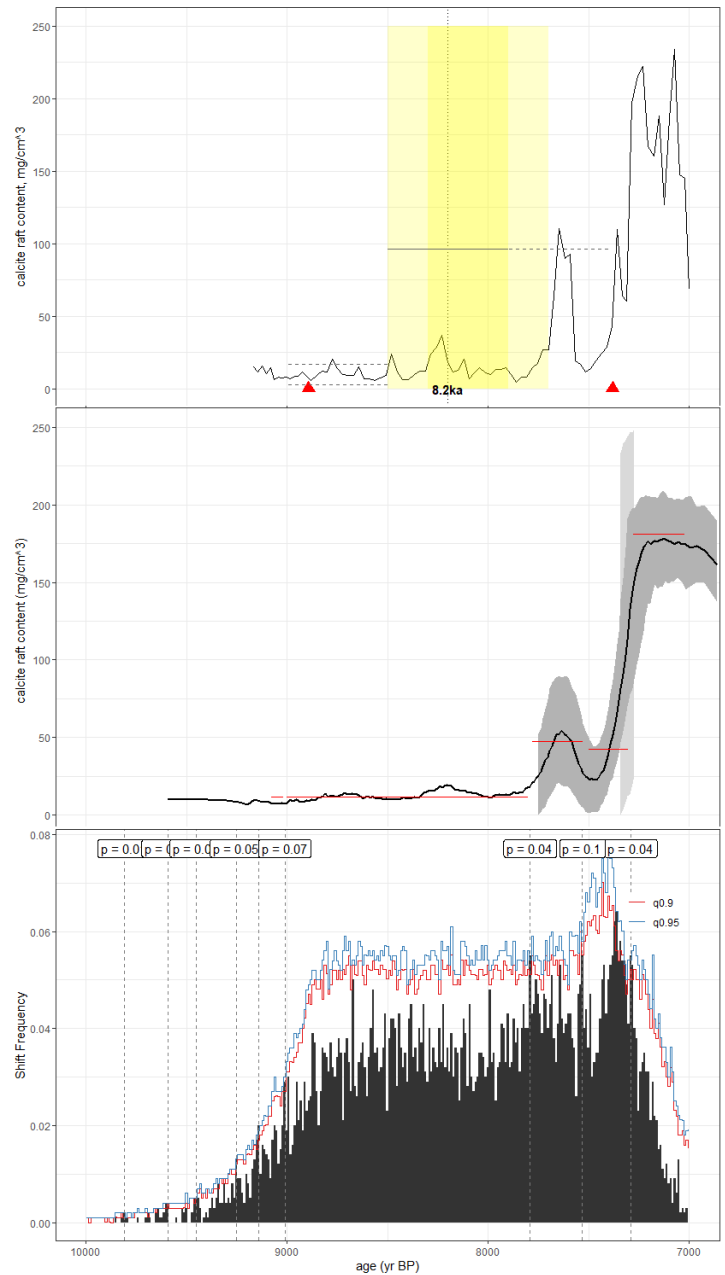 calcite raft content, mg/cm^3
250
200
150
100
50
0
8.2ka
calcite raft content (mg/cm^3)
250
200
150
100
50
0
Shift Frequency
0.08
0.06
0.04
0.02
0.00
p = 0.0
p = 0.05
p = 0.07
p = 0.04
p = 0.1
p = 0.04
q0.9
q0.95
10000
9000
8000
7000
age (yr BP)